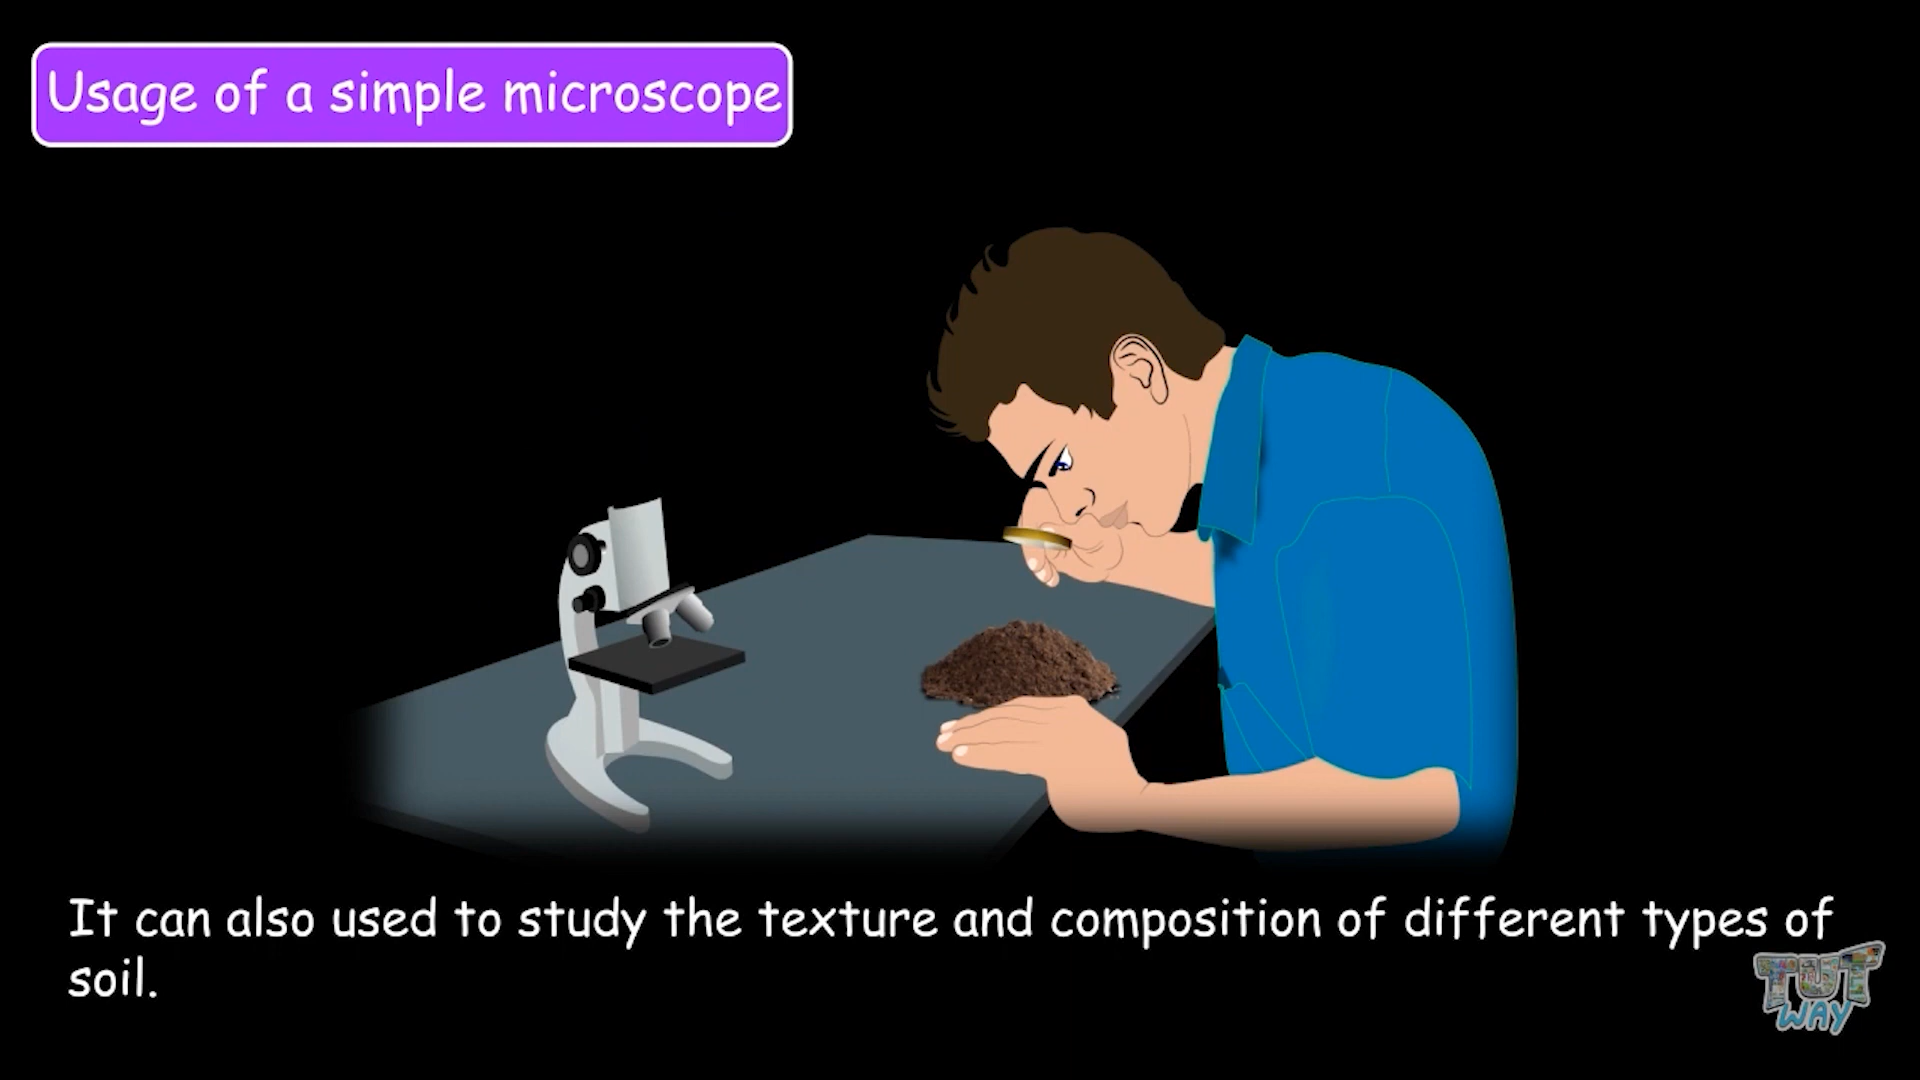 Usage of a simple microscope
It can also used to study the texture and composition of different types of
soil.
TUT
WAY